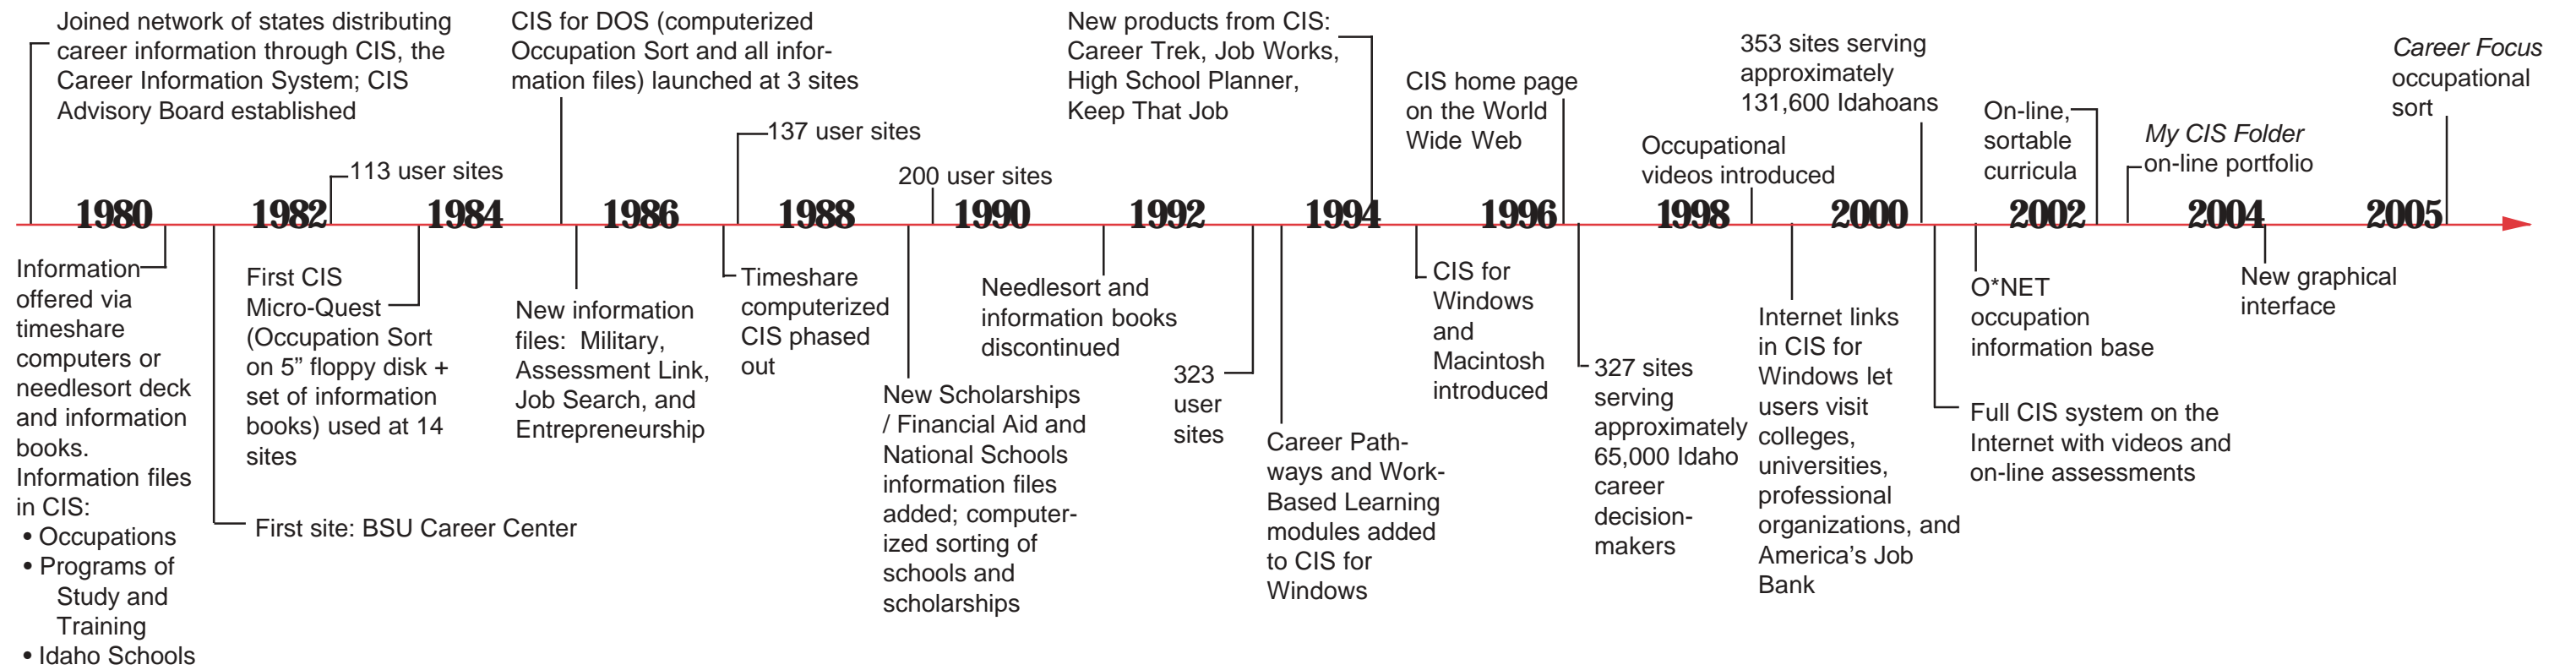 Joined network of states distributing
career information through CIS, the
Career Information System; CIS
Advisory Board established
CIS for DOS (computerized
Occupation Sort and all infor-
mation files) launched at 3 sites
New products from CIS:
Career Trek, Job Works,
High School Planner,
Keep That Job
CIS home page
on the World
Wide Web
353 sites serving
approximately
131,600 Idahoans
Career Focus
occupational
sort
113 user sites
137 user sites
200 user sites
Occupational
videos introduced
On-line,
sortable
curricula
My CIS Folder
on-line portfolio
1980
1982
1984
1986
1988
1990
1992
1994
1996
1998
2000
2002
2004
2005
Information
offered via
timeshare
computers or
needlesort deck
and information
books.
Information files
in CIS:
• Occupations
• Programs of
Study and
Training
• Idaho Schools
First CIS
Micro-Quest
(Occupation Sort
on 5” floppy disk +
set of information
books) used at 14
sites
First site: BSU Career Center
New information
files:  Military,
Assessment Link,
Job Search, and
Entrepreneurship
Timeshare
computerized
CIS phased
out
New Scholarships
/ Financial Aid and
National Schools
information files
added; computer-
ized sorting of
schools and
scholarships
Needlesort and
information books
discontinued
323
user
sites
Career Path-
ways and Work-
Based Learning
modules added
to CIS for
Windows
CIS for
Windows
and
Macintosh
introduced
327 sites
serving
approximately
65,000 Idaho
career
decision-
makers
Internet links
in CIS for
Windows let
users visit
colleges,
universities,
professional
organizations, and
America’s Job
Bank
O*NET
occupation
information base
Full CIS system on the
Internet with videos and
on-line assessments
New graphical
interface